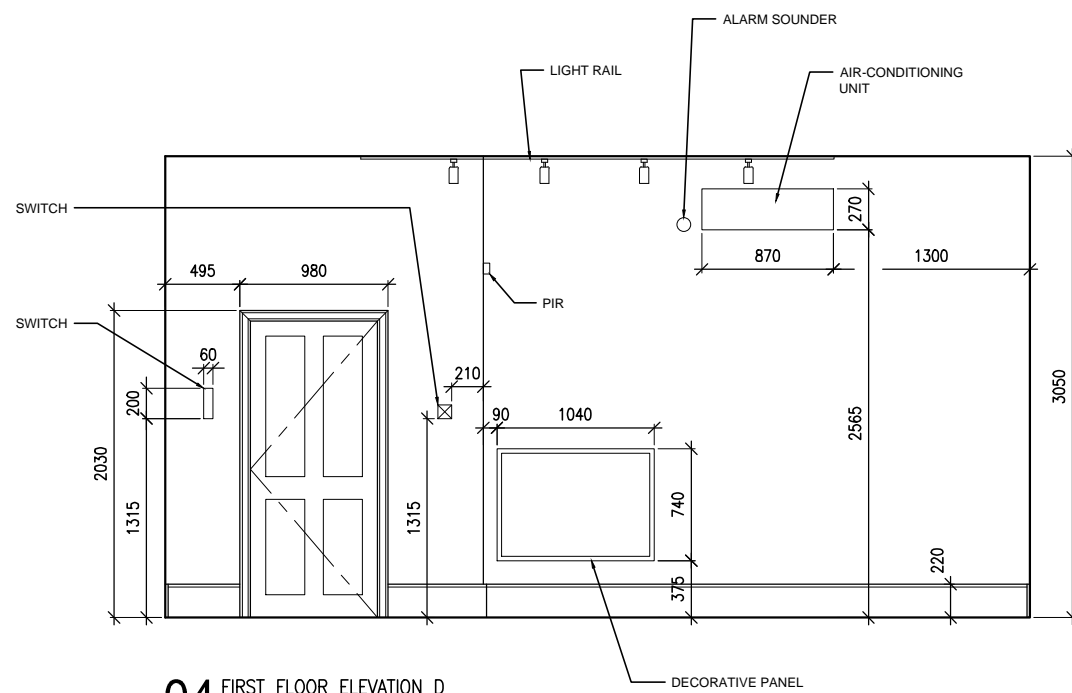 ALARM SOUNDER
LIGHT RAIL
AIR-CONDITIONING
UNIT
SWITCH
270
495
980
870
1300
PIR
SWITCH
60
210
200
90
1040
3050
2565
2030
1315
1315
740
375
220
04 FIRST FLOOR ELEVATION D
DECORATIVE PANEL